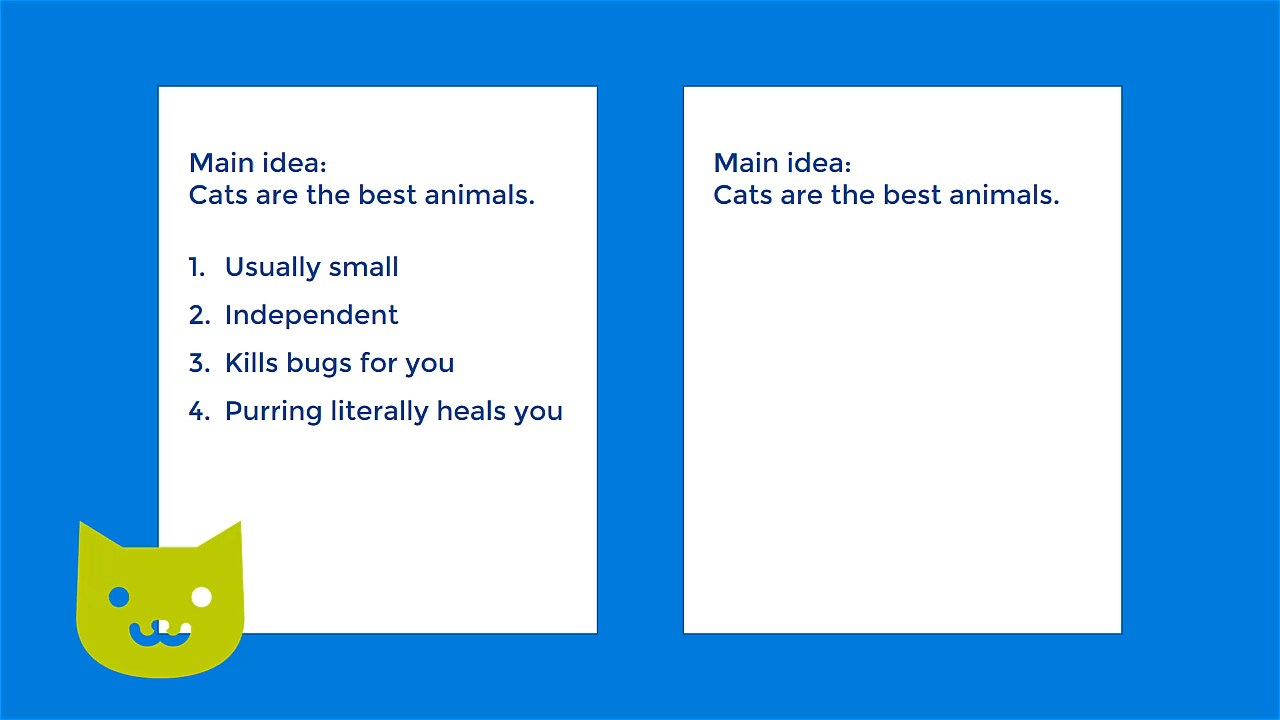 Main idea:
Cats are the best animals.
1. Usually small
2. Independent
3. Kills bugs for you
4. Purring literally heals you
Main idea:
Cats are the best animals.